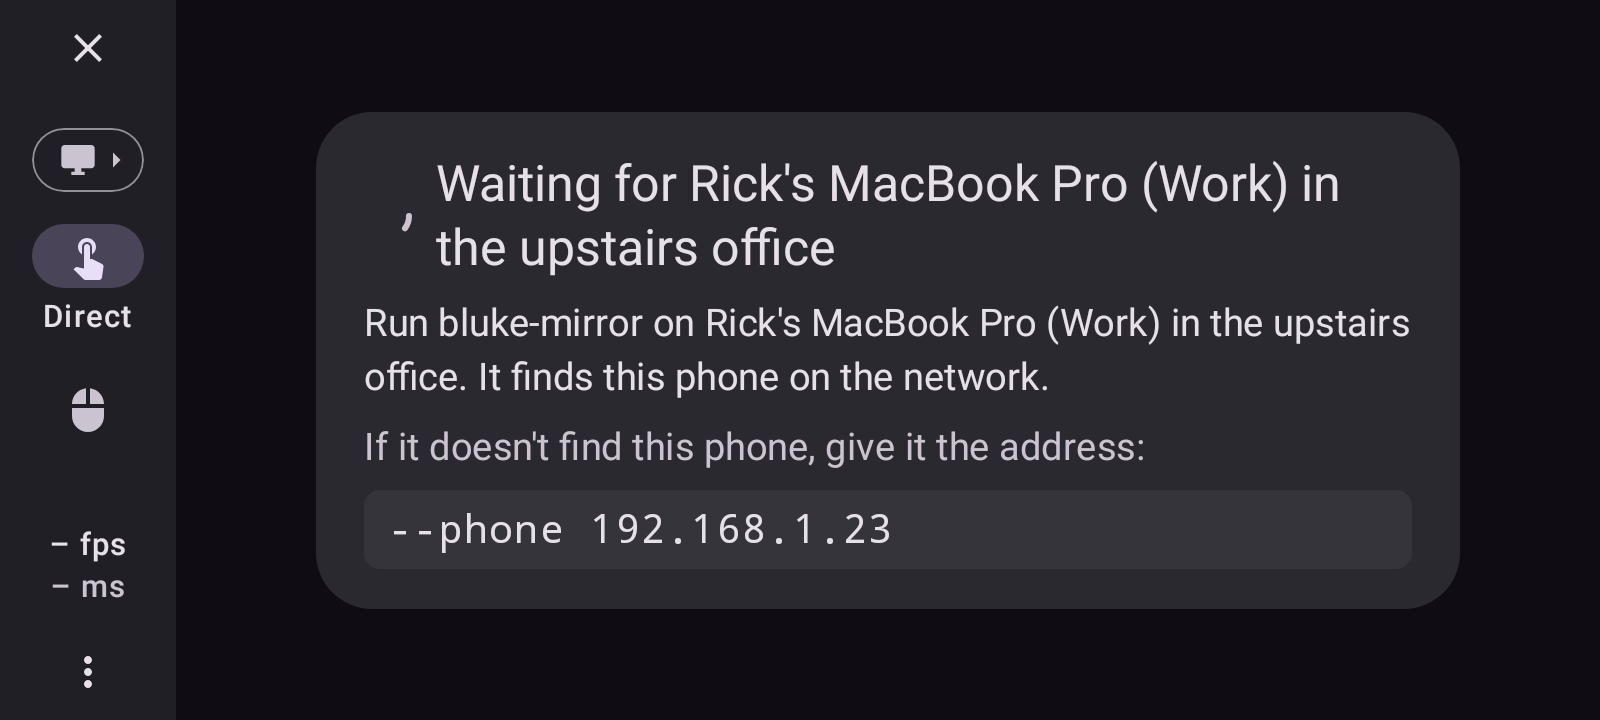 Direct
– fps
– ms
Waiting for Rick's MacBook Pro (Work) in
the upstairs office
Run bluke-mirror on Rick's MacBook Pro (Work) in the upstairs
office. It finds this phone on the network.
If it doesn't find this phone, give it the address:
--phone 192.168.1.23